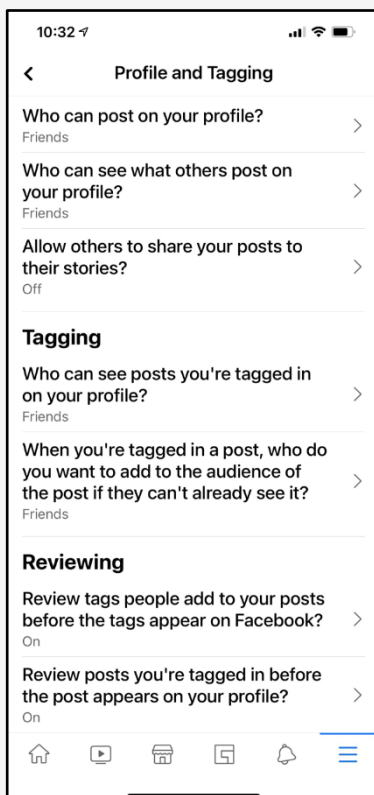 10:32
Profile and Tagging
Who can post on your profile?
Friends
Who can see what others post on
your profile?
Friends
Allow others to share your posts to
their stories?
Off
Tagging
Who can see posts you're tagged in
on your profile?
Friends
When you're tagged in a post, who do
you want to add to the audience of
the post if they can't already see it?
Friends
Reviewing
Review tags people add to your posts
before the tags appear on Facebook?
On
Review posts you're tagged in before
the post appears on your profile?
On